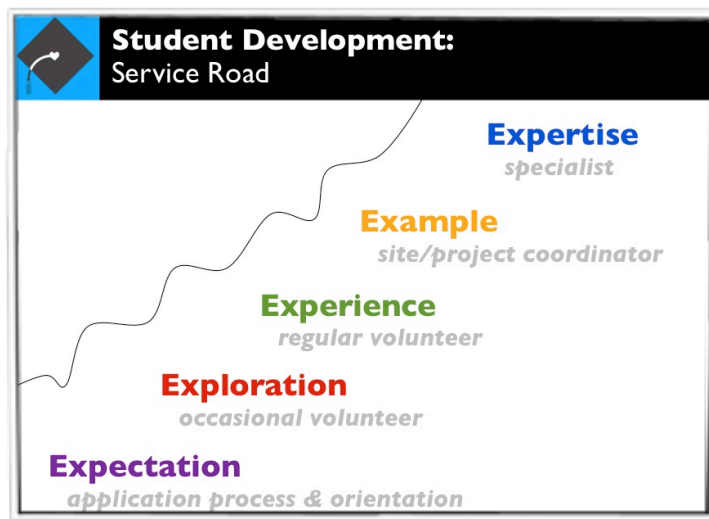 Student Development:
Service Road
Expertise
specialist
Example
site/project coordinator
Experience
regular volunteer
Exploration
occasional volunteer
Expectation
application process & orientation